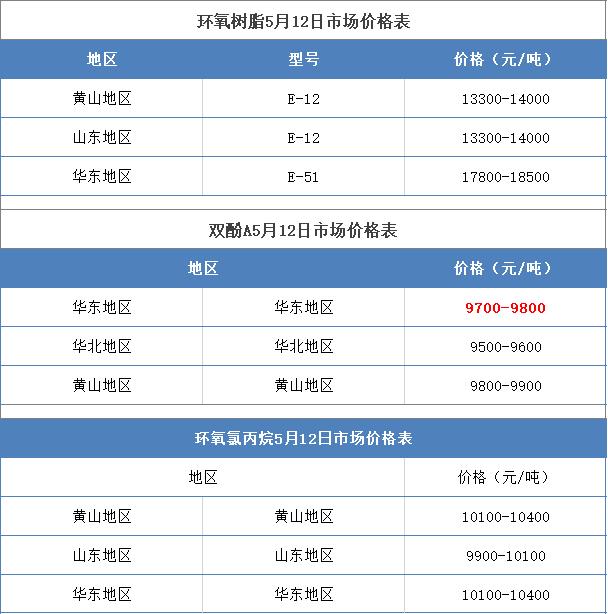 环氧树脂5月12日市场价格表
地区 型号 价格（元/吨）
黄山地区 E-12 13300-14000
山东地区 E-12 13300-14000
华东地区 E-51 17800-18500
双酚A5月12日市场价格表
地区 价格（元/吨）
华东地区 华东地区 9700-9800
华北地区 华北地区 9500-9600
黄山地区 黄山地区 9800-9900
环氧氯丙烷5月12日市场价格表
地区 价格（元/吨）
黄山地区 黄山地区 10100-10400
山东地区 山东地区 9900-10100
华东地区 华东地区 10100-10400